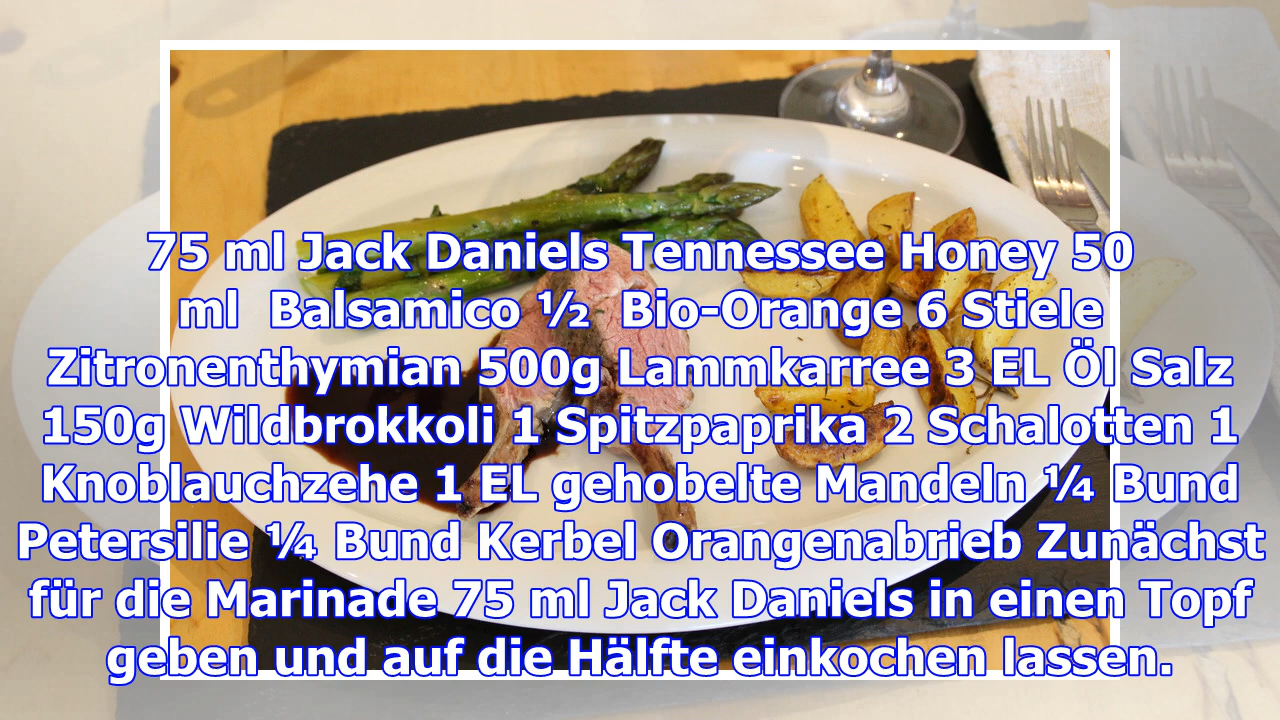 75 ml Jack Daniels Tennessee Honey 50
ml  Balsamico ½  Bio-Orange 6 Stiele
Zitronenthymian 500g Lammkarree 3 EL Öl Salz
150g Wildbrokkoli 1 Spitzpaprika 2 Schalotten 1
Knoblauchzehe 1 EL gehobelte Mandeln ¼ Bund
Petersilie ¼ Bund Kerbel Orangenabrieb Zunächst
für die Marinade 75 ml Jack Daniels in einen Topf
geben und auf die Hälfte einkochen lassen.